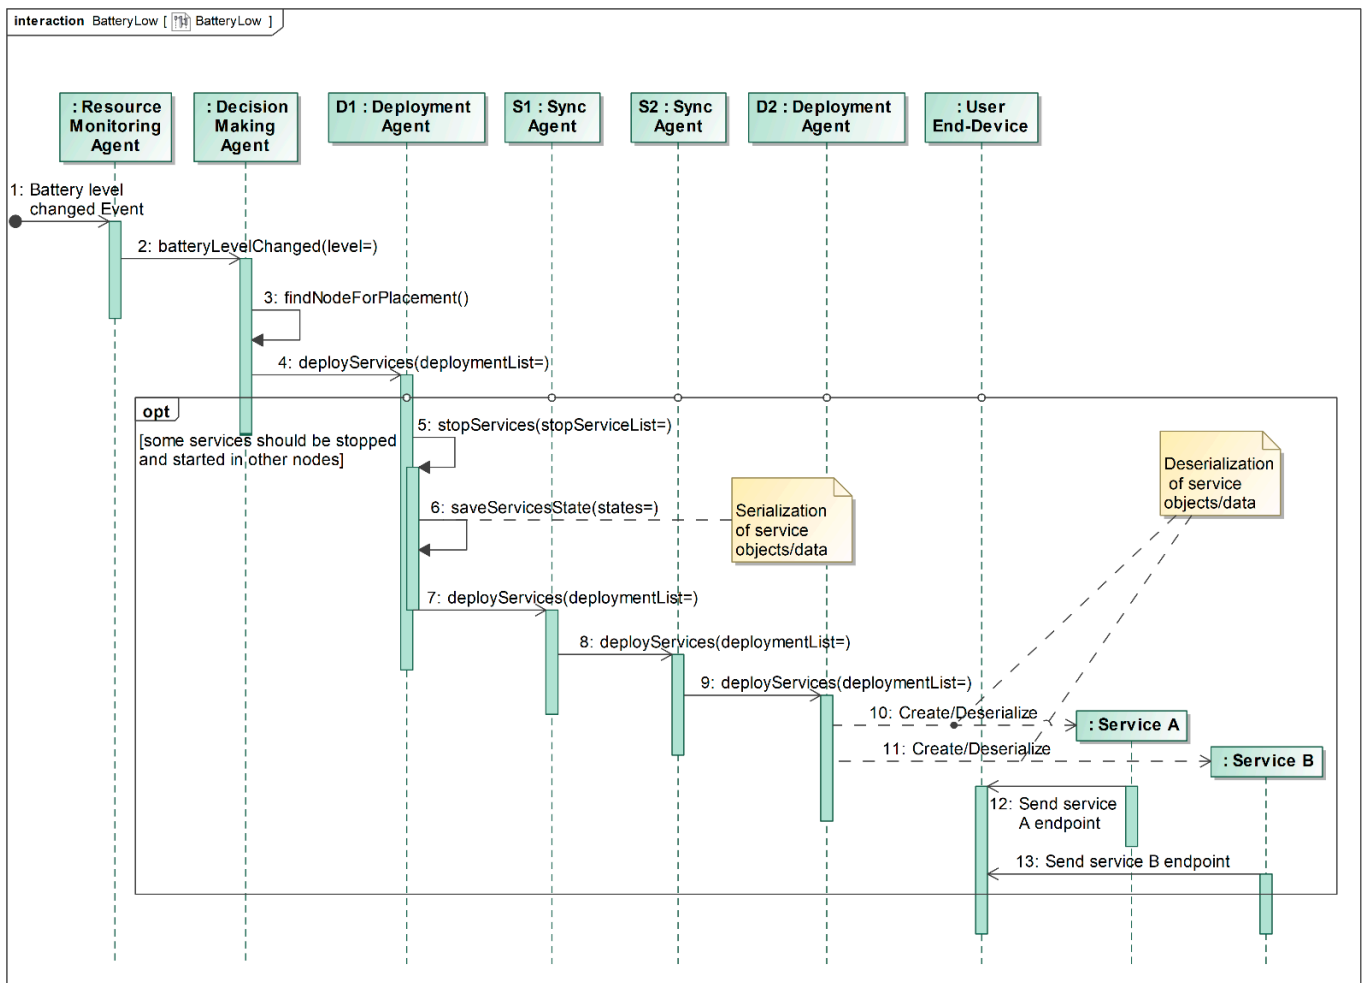 interaction BatteryLow [ BatteryLow ]
: Resource
Monitoring
Agent
: Decision
Making
Agent
D1 : Deployment
Agent
S1 : Sync
Agent
S2 : Sync
Agent
D2 : Deployment
Agent
: User
End-Device
1: Battery level
changed Event
2: batteryLevelChanged(level=)
3: findNodeForPlacement()
4: deployServices(deploymentList=)
opt
[some services should be stopped
and started in other nodes]
5: stopServices(stopServiceList=)
6: saveServicesState(states=)
Serialization
of service
objects/data
Deserialization
of service
objects/data
7: deployServices(deploymentList=)
8: deployServices(deploymentList=)
9: deployServices(deploymentList=)
10: Create/Deserialize
: Service A
11: Create/Deserialize
: Service B
12: Send service
A endpoint
13: Send service B endpoint